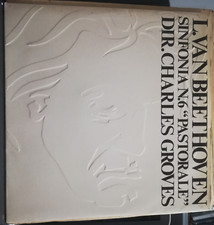 L. VAN BEETHOVEN
SINFONIA N.6 "PASTORALE"
DIR. CHARLES GROVES